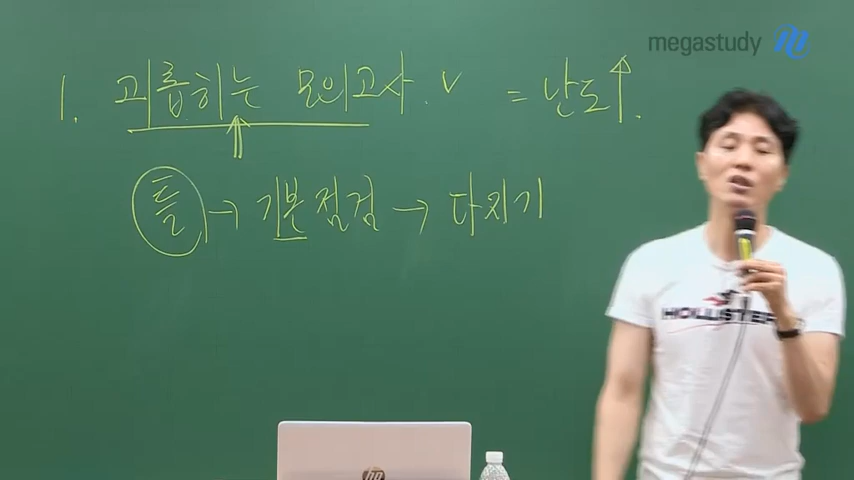 megastudy
1. 괴롭히는 모의고사. v = 난도↑.
틀 → 기본점검 → 다지기
HOLLISTER
hp